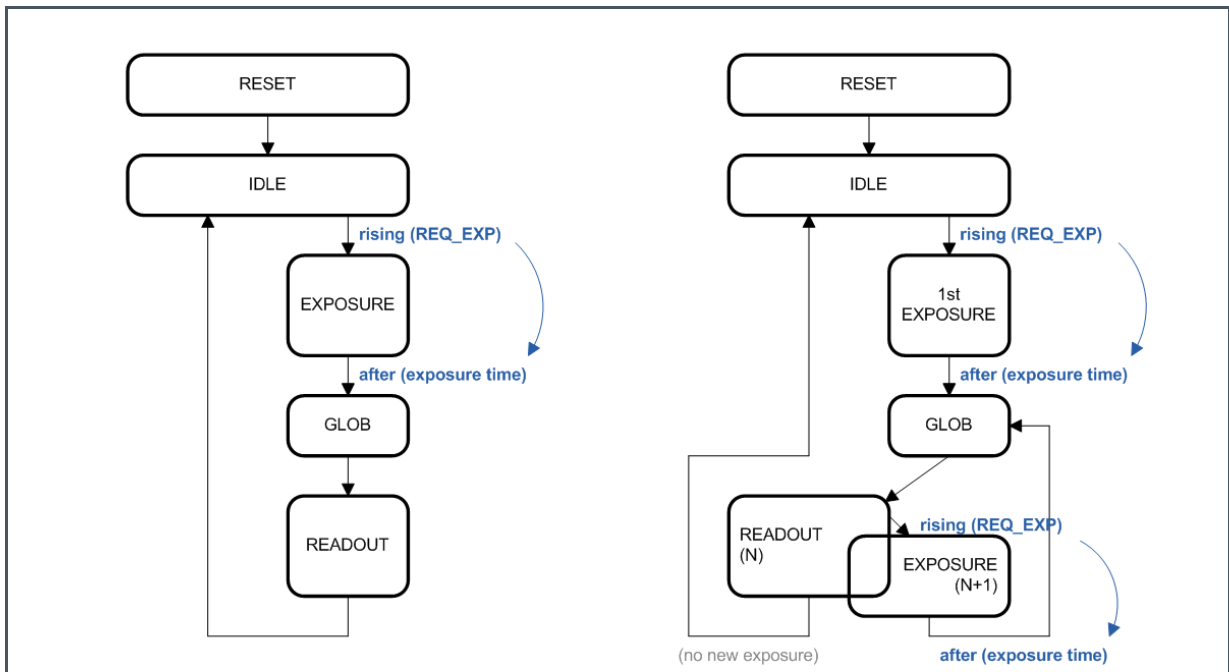 RESET
IDLE
rising (REQ_EXP)
EXPOSURE
after (exposure time)
GLOB
READOUT
RESET
IDLE
rising (REQ_EXP)
1st
EXPOSURE
after (exposure time)
GLOB
READOUT
(N)
rising (REQ_EXP)
EXPOSURE
(N+1)
(no new exposure)
after (exposure time)